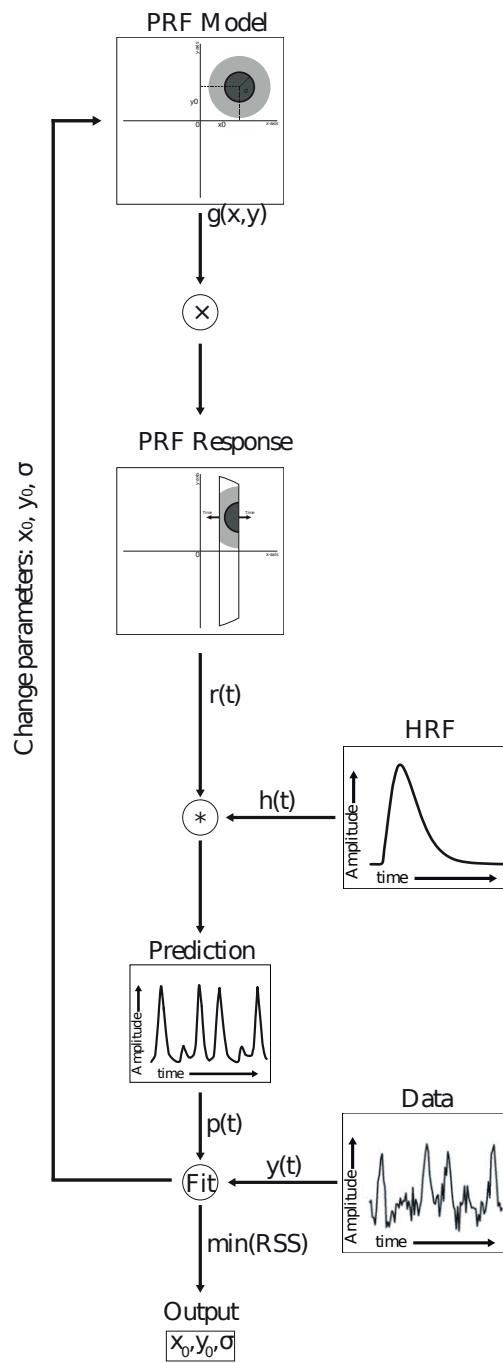 PRF Model
y-axis
σ
y0
0
x0
x-axis
g(x,y)
×
PRF Response
y-axis
Time
Time
0
x-axis
Change parameters: x₀, y₀, σ
r(t)
HRF
Amplitude
time
h(t)
*
Prediction
Amplitude
time
p(t)
Data
Amplitude
time
y(t)
Fit
min(RSS)
Output
x₀,y₀,σ